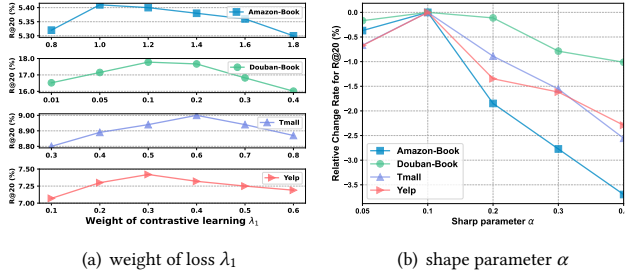 R@20 (%)
5.40
5.35
5.30
Amazon-Book
0.8 1.0 1.2 1.4 1.6 1.8
R@20 (%)
18.0
17.0
16.0
Douban-Book
0.01 0.05 0.1 0.2 0.3 0.4
R@20 (%)
9.00
8.90
8.80
Tmall
0.3 0.4 0.5 0.6 0.7 0.8
R@20 (%)
7.50
7.25
7.00
Yelp
0.1 0.2 0.3 0.4 0.5 0.6
Weight of contrastive learning λ₁
(a) weight of loss λ₁
Relative Change Rate for R@20 (%)
0.0
−0.5
−1.0
−1.5
−2.0
−2.5
−3.0
−3.5
Amazon-Book
Douban-Book
Tmall
Yelp
0.05 0.1 0.2 0.3
Sharp parameter α
(b) shape parameter α